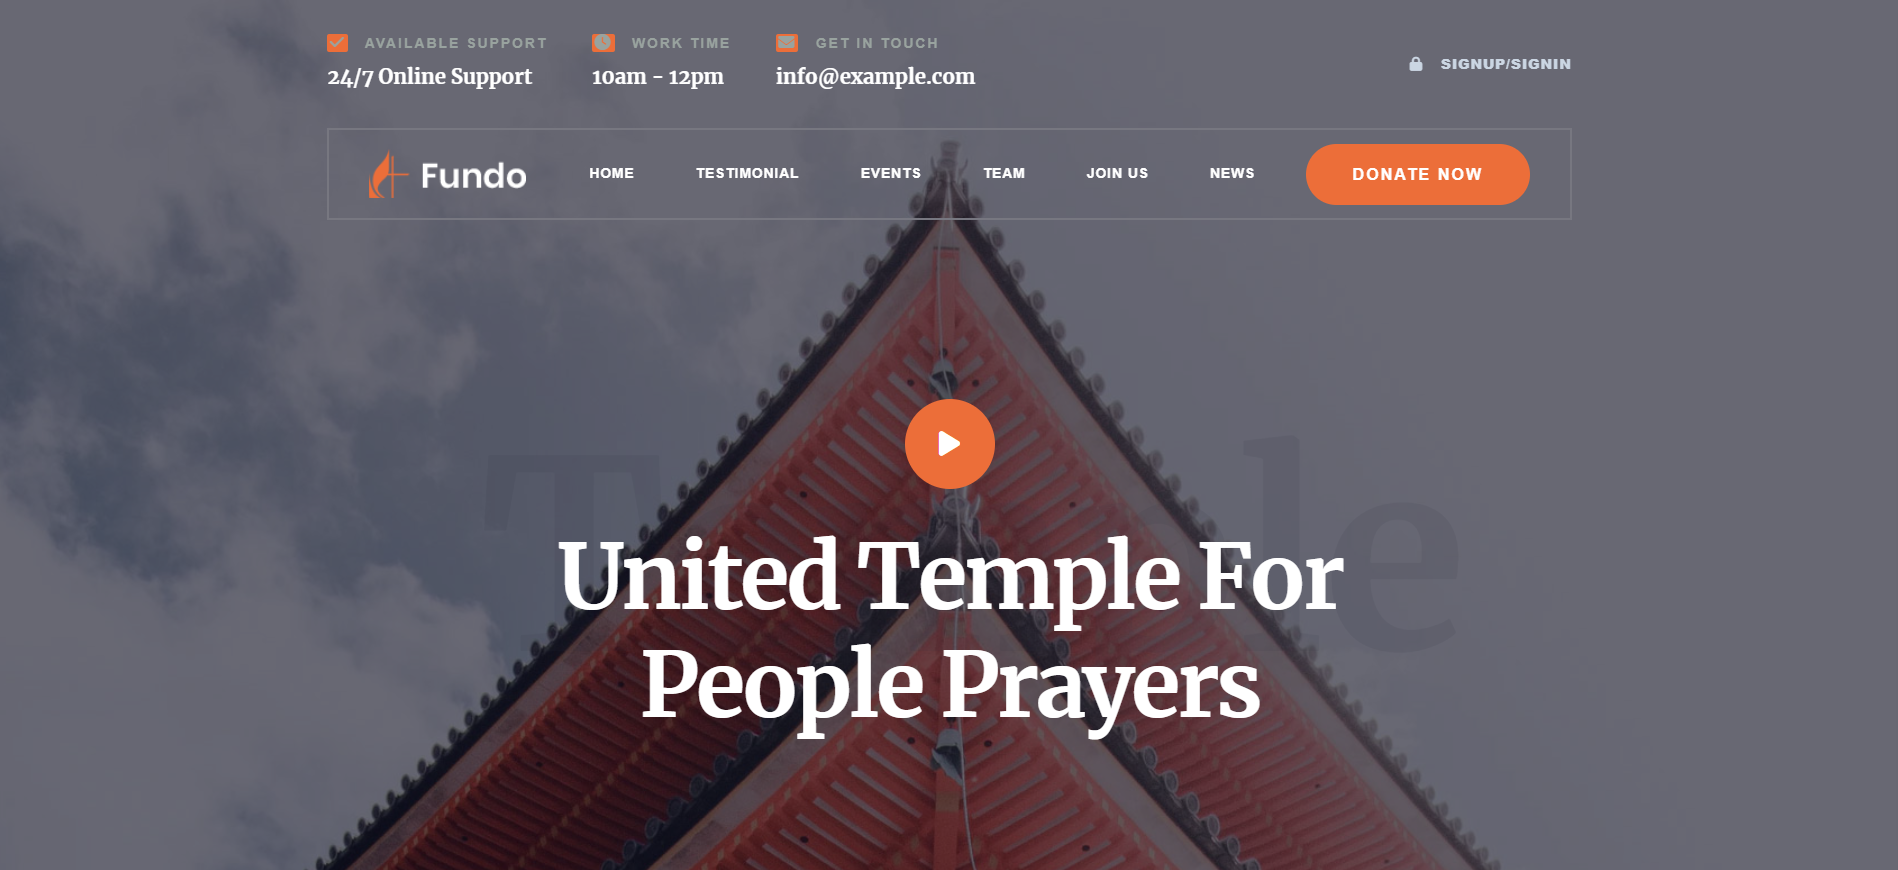 AVAILABLE SUPPORT
24/7 Online Support
WORK TIME
10am - 12pm
GET IN TOUCH
info@example.com
SIGNUP/SIGNIN
Fundo
HOME
TESTIMONIAL
EVENTS
TEAM
JOIN US
NEWS
DONATE NOW
Temple
United Temple For
People Prayers